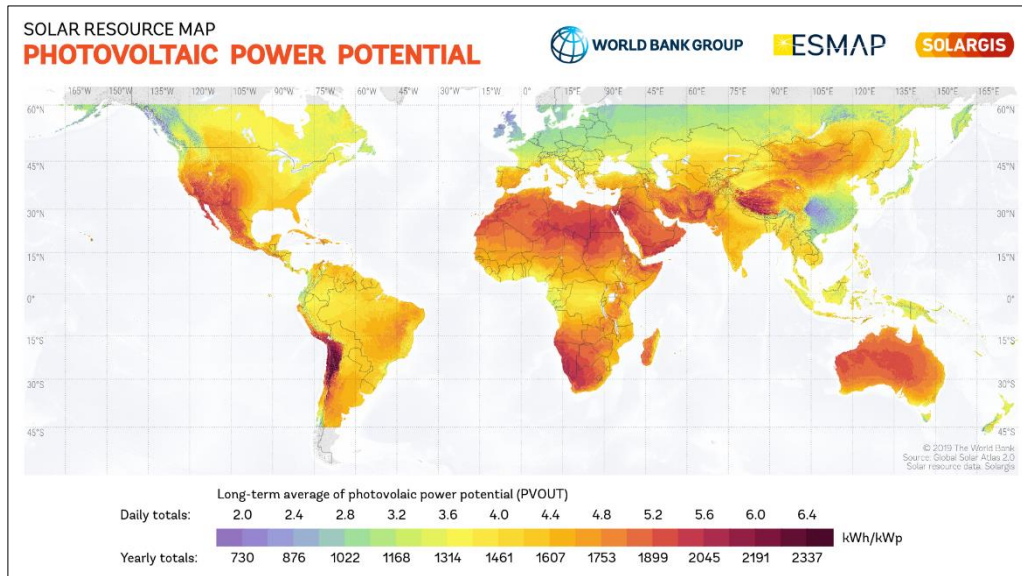 SOLAR RESOURCE MAP
PHOTOVOLTAIC POWER POTENTIAL
WORLD BANK GROUP
ESMAP
SOLARGIS
165°W 135°W 120°W 105°W 90°W 75°W 60°W 45°W 30°W 15°W 0° 15°E 30°E 45°E 60°E 75°E 90°E 105°E 120°E 135°E 165°E
60°N 60°N
45°N 45°N
30°N 30°N
15°N 15°N
0° 0°
15°S 15°S
30°S 30°S
45°S 45°S
© 2019 The World Bank
Source: Global Solar Atlas 2.0
Solar resource data: Solargis
Long-term average of photovolaic power potential (PVOUT)
Daily totals: 2.0 2.4 2.8 3.2 3.6 4.0 4.4 4.8 5.2 5.6 6.0 6.4
kWh/kWp
Yearly totals: 730 876 1022 1168 1314 1461 1607 1753 1899 2045 2191 2337